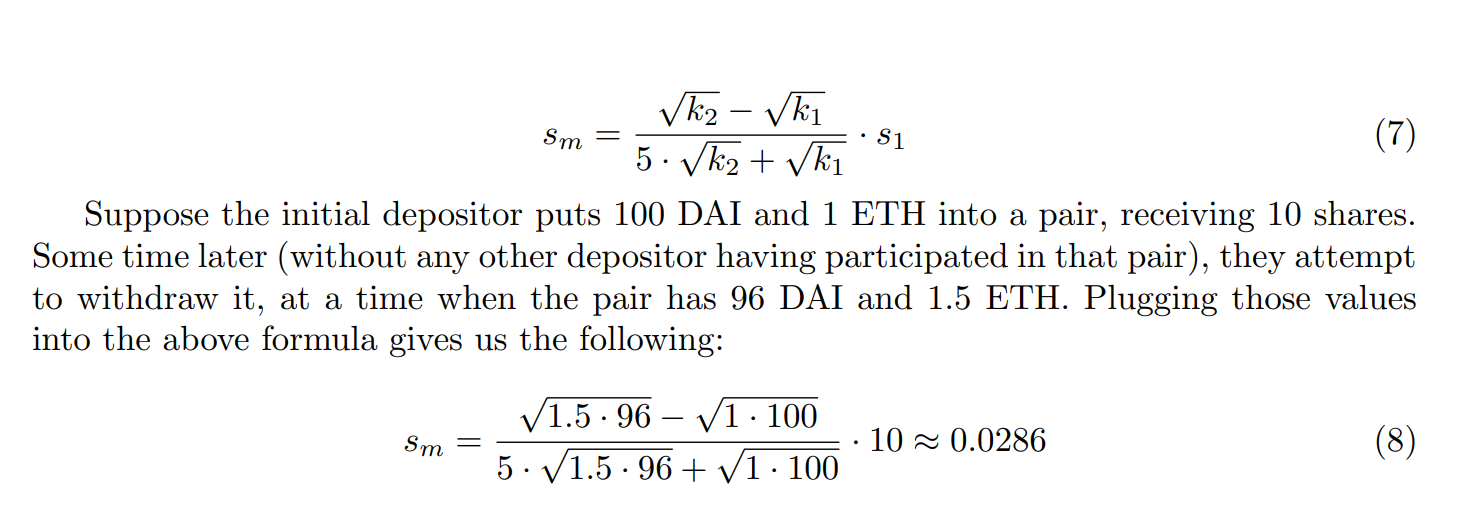 s_m = \frac{\sqrt{k_2} - \sqrt{k_1}}{5 \cdot \sqrt{k_2} + \sqrt{k_1}} \cdot s_1 (7)
Suppose the initial depositor puts 100 DAI and 1 ETH into a pair, receiving 10 shares.
Some time later (without any other depositor having participated in that pair), they attempt
to withdraw it, at a time when the pair has 96 DAI and 1.5 ETH. Plugging those values
into the above formula gives us the following:
s_m = \frac{\sqrt{1.5 \cdot 96} - \sqrt{1 \cdot 100}}{5 \cdot \sqrt{1.5 \cdot 96} + \sqrt{1 \cdot 100}} \cdot 10 ≈ 0.0286 (8)